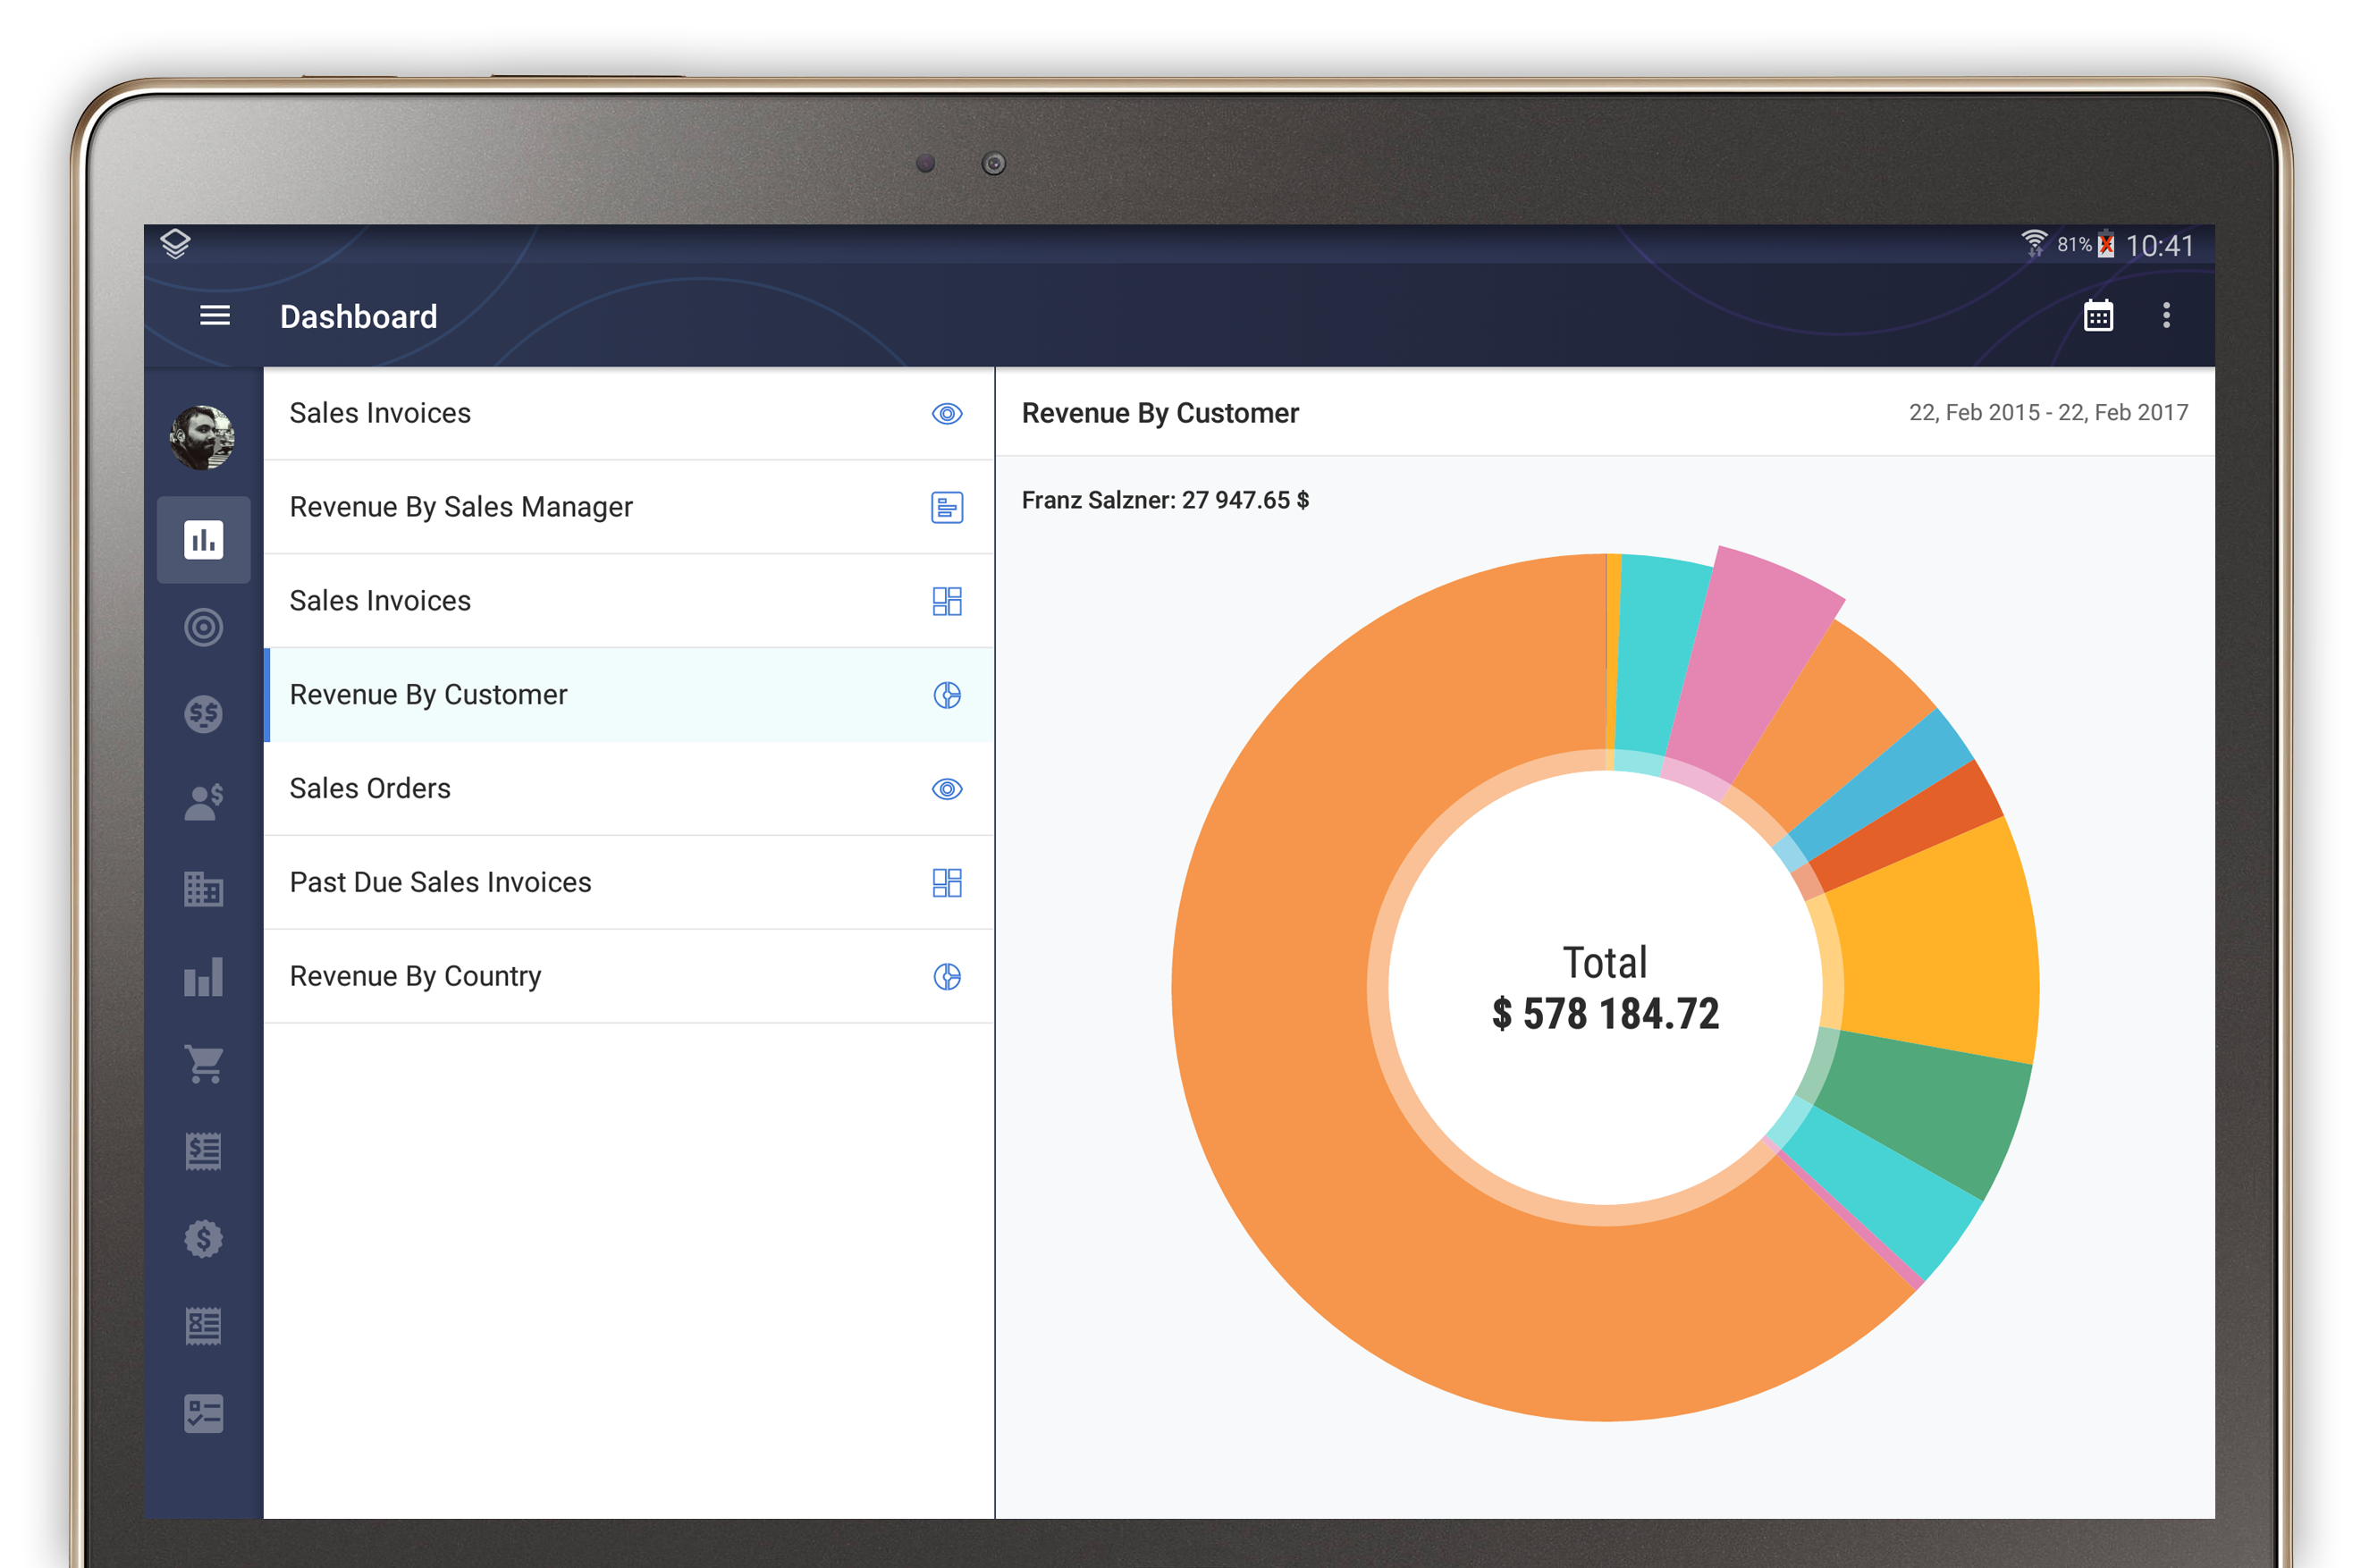 81% 10:41
Dashboard
Sales Invoices
Revenue By Sales Manager
Sales Invoices
Revenue By Customer
Sales Orders
Past Due Sales Invoices
Revenue By Country
Revenue By Customer 22, Feb 2015 - 22, Feb 2017
Franz Salzner: 27 947.65 $
Total
$ 578 184.72